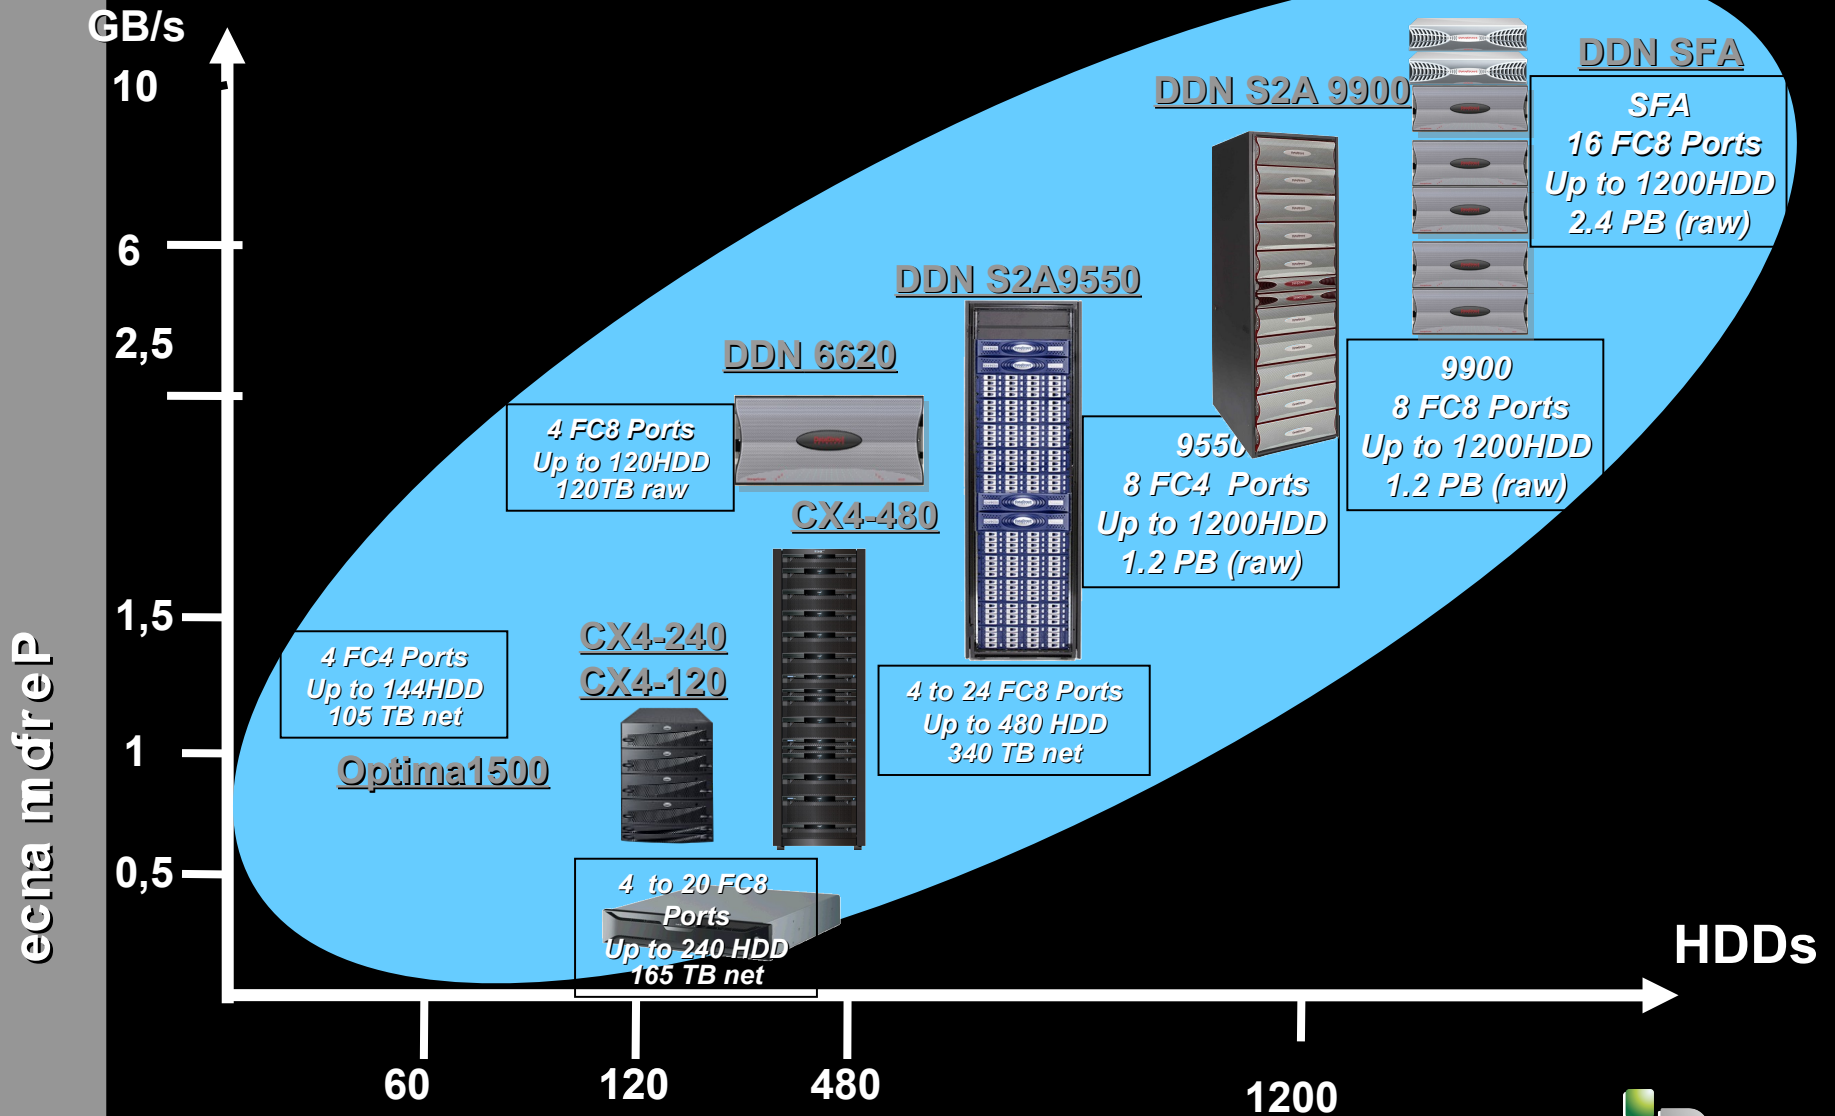 GB/s
10
6
2,5
1,5
1
0,5
ecna mdfreP
DDN SFA
SFA
16 FC8 Ports
Up to 1200HDD
2.4 PB (raw)
DDN S2A 9900
9900
8 FC8 Ports
Up to 1200HDD
1.2 PB (raw)
DDN S2A9550
9550
8 FC4 Ports
Up to 1200HDD
1.2 PB (raw)
DDN 6620
4 FC8 Ports
Up to 120HDD
120TB raw
CX4-480
4 to 24 FC8 Ports
Up to 480 HDD
340 TB net
CX4-240
CX4-120
4 to 20 FC8
Ports
Up to 240 HDD
165 TB net
4 FC4 Ports
Up to 144HDD
105 TB net
Optima1500
HDDs
60
120
480
1200